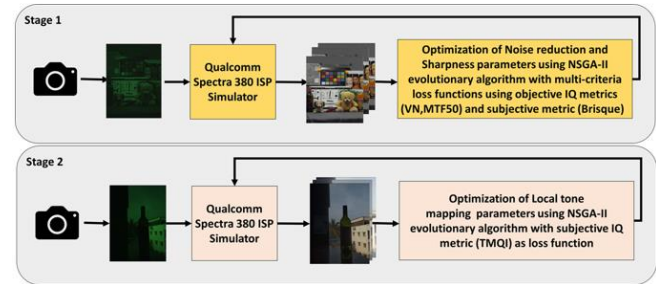 Stage 1
Qualcomm
Spectra 380 ISP
Simulator
Optimization of Noise reduction and
Sharpness parameters using NSGA-II
evolutionary algorithm with multi-criteria
loss functions using objective IQ metrics
(VN,MTF50) and subjective metric (Brisque)
Stage 2
Qualcomm
Spectra 380 ISP
Simulator
Optimization of Local tone
mapping parameters using NSGA-II
evolutionary algorithm with subjective IQ
metric (TMQI) as loss function